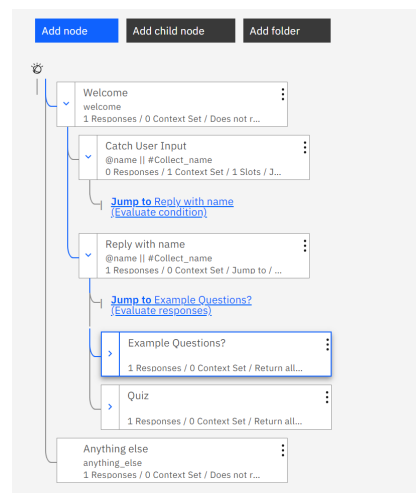 Add node
Add child node
Add folder
Welcome
welcome
1 Responses / 0 Context Set / Does not r...
Catch User Input
@name || #Collect_name
0 Responses / 1 Context Set / 1 Slots / J...
Jump to Reply with name
(Evaluate condition)
Reply with name
@name || #Collect_name
1 Responses / 0 Context Set / Jump to / ...
Jump to Example Questions?
(Evaluate responses)
Example Questions?
1 Responses / 0 Context Set / Return all...
Quiz
1 Responses / 0 Context Set / Return all...
Anything else
anything_else
1 Responses / 0 Context Set / Does not r...